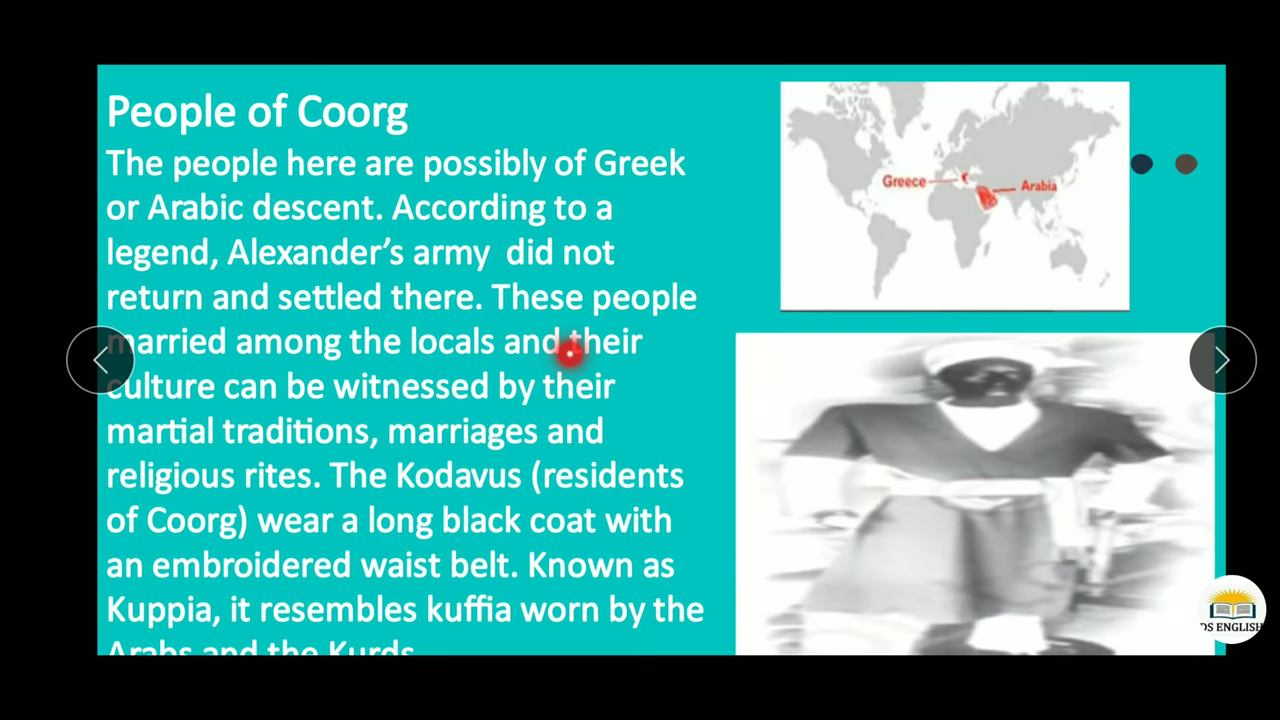 People of Coorg
The people here are possibly of Greek
or Arabic descent. According to a
legend, Alexander’s army did not
return and settled there. These people
married among the locals and their
culture can be witnessed by their
martial traditions, marriages and
religious rites. The Kodavus (residents
of Coorg) wear a long black coat with
an embroidered waist belt. Known as
Kuppia, it resembles kuffia worn by the
Arabs and the Kurds
Greece
Arabia
DS ENGLISH